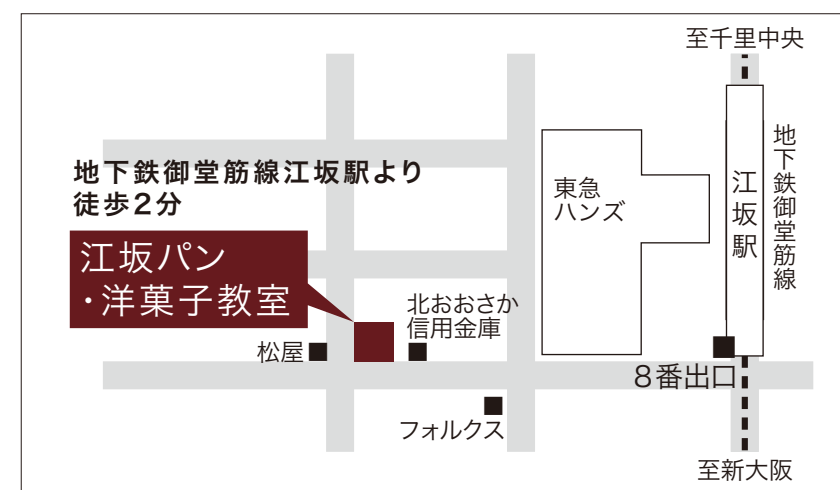 至千里中央
地下鉄御堂筋線
江坂駅
東急
ハンズ
地下鉄御堂筋線江坂駅より
徒歩2分
江坂パン
・洋菓子教室
北おおさか
信用金庫
松屋
8番出口
フォルクス
至新大阪